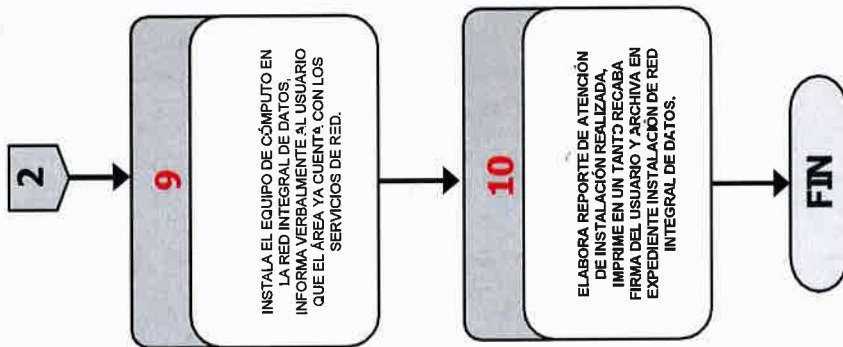 2
9
INSTALA EL EQUIPO DE CÓMPUTO EN
LA RED INTEGRAL DE DATOS,
INFORMA VERBALMENTE AL USUARIO
QUE EL ÁREA YA CUENTA CON LOS
SERVICIOS DE RED.
10
ELABORA REPORTE DE ATENCIÓN
DE INSTALACIÓN REALIZADA,
IMPRIME EN UN TANTO RECABA
FIRMA DEL USUARIO Y ARCHIVA EN
EXPEDIENTE INSTALACIÓN DE RED
INTEGRAL DE DATOS.
FIN